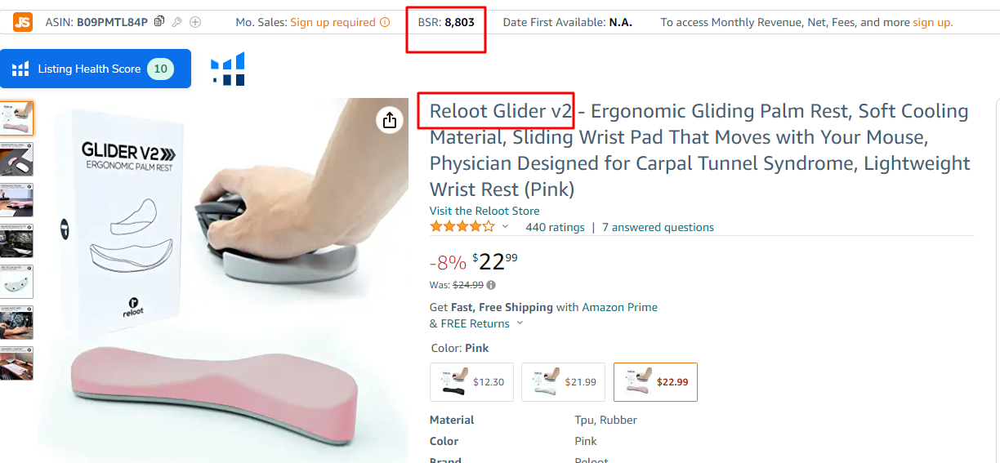 JS ASIN: B09PMTL84P Mo. Sales: Sign up required BSR: 8,803 Date First Available: N.A. To access Monthly Revenue, Net, Fees, and more sign up.
Listing Health Score 10
GLIDER V2
ERGONOMIC PALM REST
reloot
Reloot Glider v2 - Ergonomic Gliding Palm Rest, Soft Cooling
Material, Sliding Wrist Pad That Moves with Your Mouse,
Physician Designed for Carpal Tunnel Syndrome, Lightweight
Wrist Rest (Pink)
Visit the Reloot Store
440 ratings | 7 answered questions
-8% $2299
Was: $24.99
Get Fast, Free Shipping with Amazon Prime
& FREE Returns
Color: Pink
$12.30 $21.99 $22.99
Material Tpu, Rubber
Color Pink
Brand Reloot